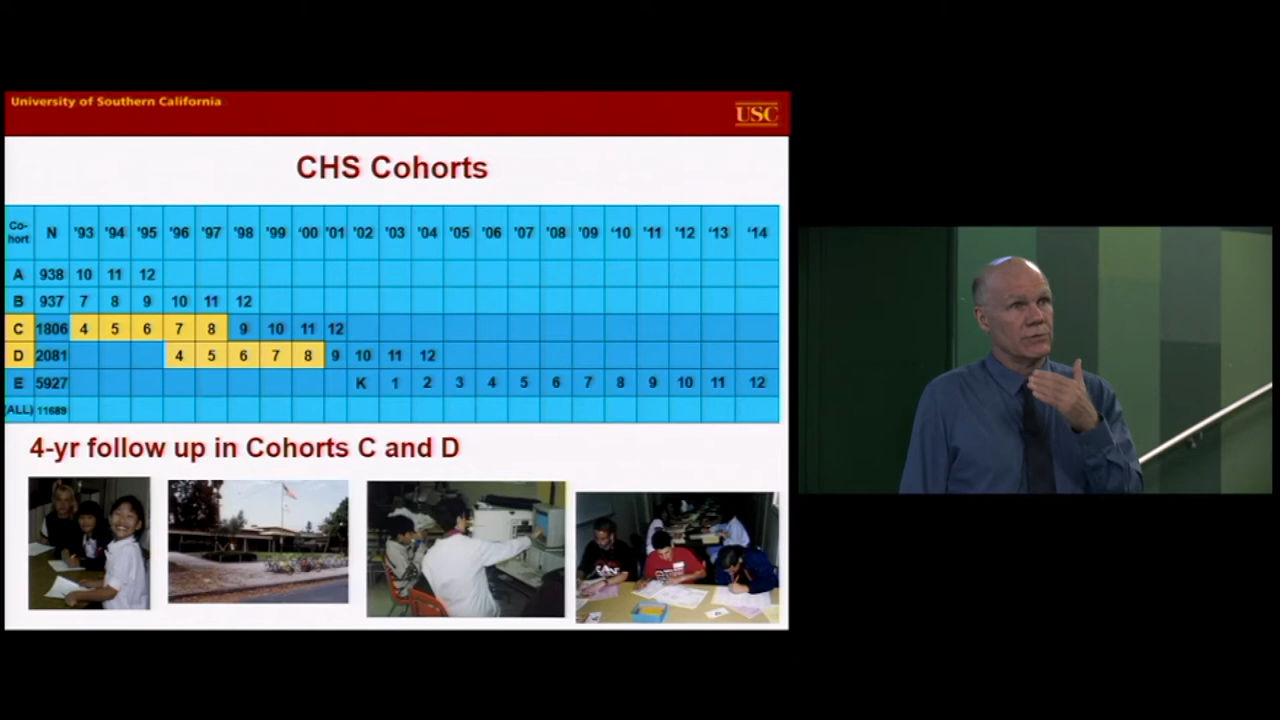 University of Southern California
USC
CHS Cohorts
Co-hort N '93 '94 '95 '96 '97 '98 '99 '00 '01 '02 '03 '04 '05 '06 '07 '08 '09 '10 '11 '12 '13 '14
A 938 10 11 12
B 937 7 8 9 10 11 12
C 1806 4 5 6 7 8 9 10 11 12
D 2081 4 5 6 7 8 9 10 11 12
E 5927 K 1 2 3 4 5 6 7 8 9 10 11 12
(ALL) 11689
4-yr follow up in Cohorts C and D